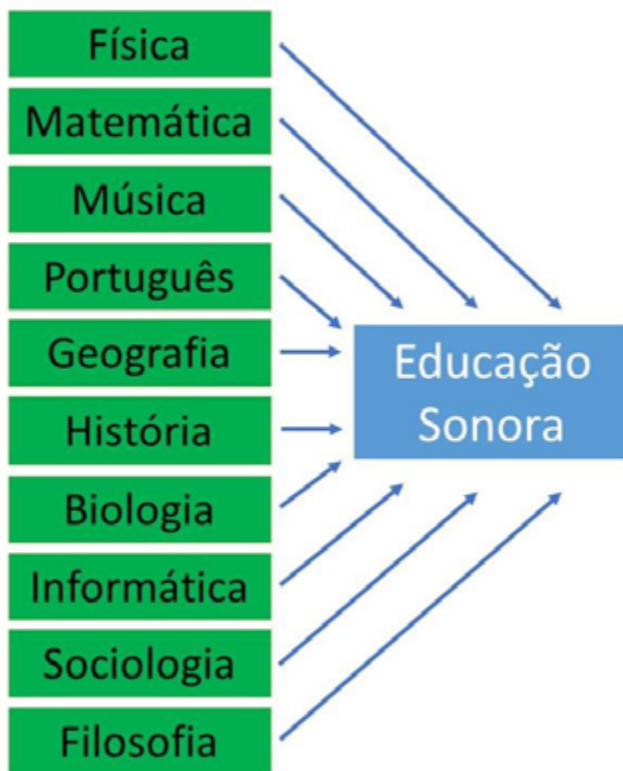 Física
Matemática
Música
Português
Geografia
História
Biologia
Informática
Sociologia
Filosofia
Educação
Sonora